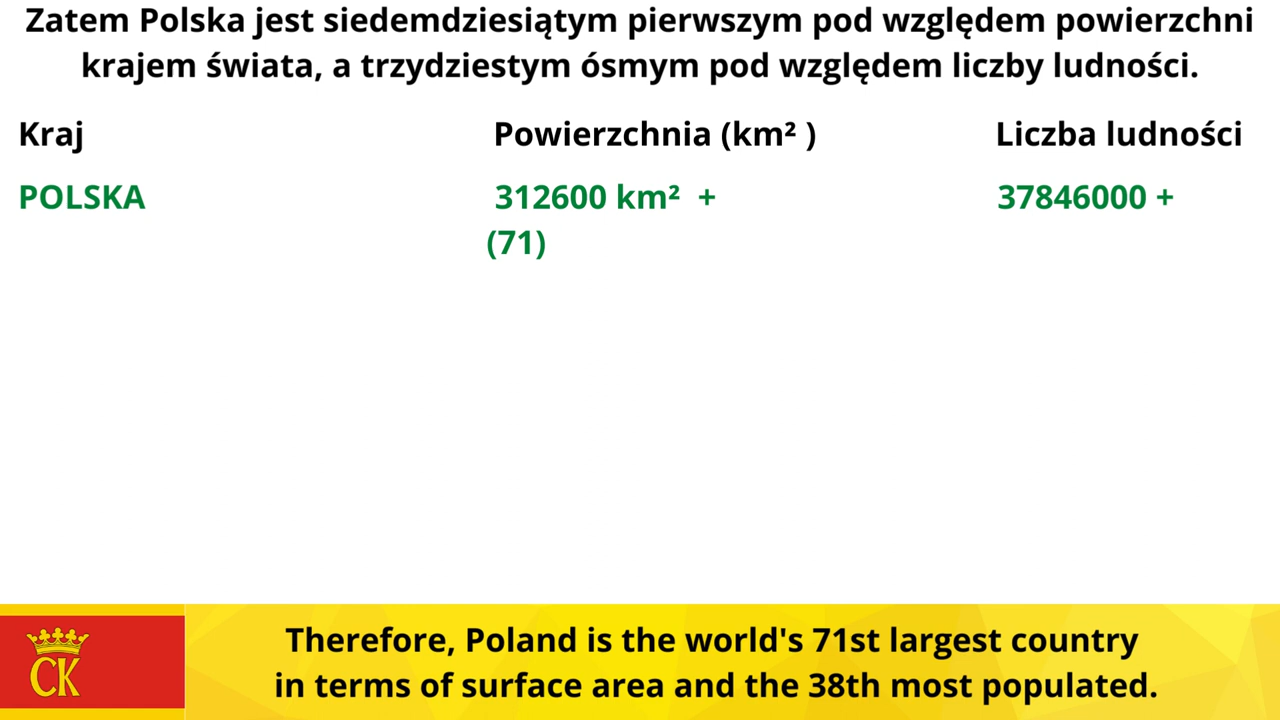 Zatem Polska jest siedemdziesiątym pierwszym pod względem powierzchni
krajem świata, a trzydziestym ósmym pod względem liczby ludności.
Kraj Powierzchnia (km² ) Liczba ludności
POLSKA 312600 km² + 37846000 +
(71)
Therefore, Poland is the world's 71st largest country
in terms of surface area and the 38th most populated.
CK